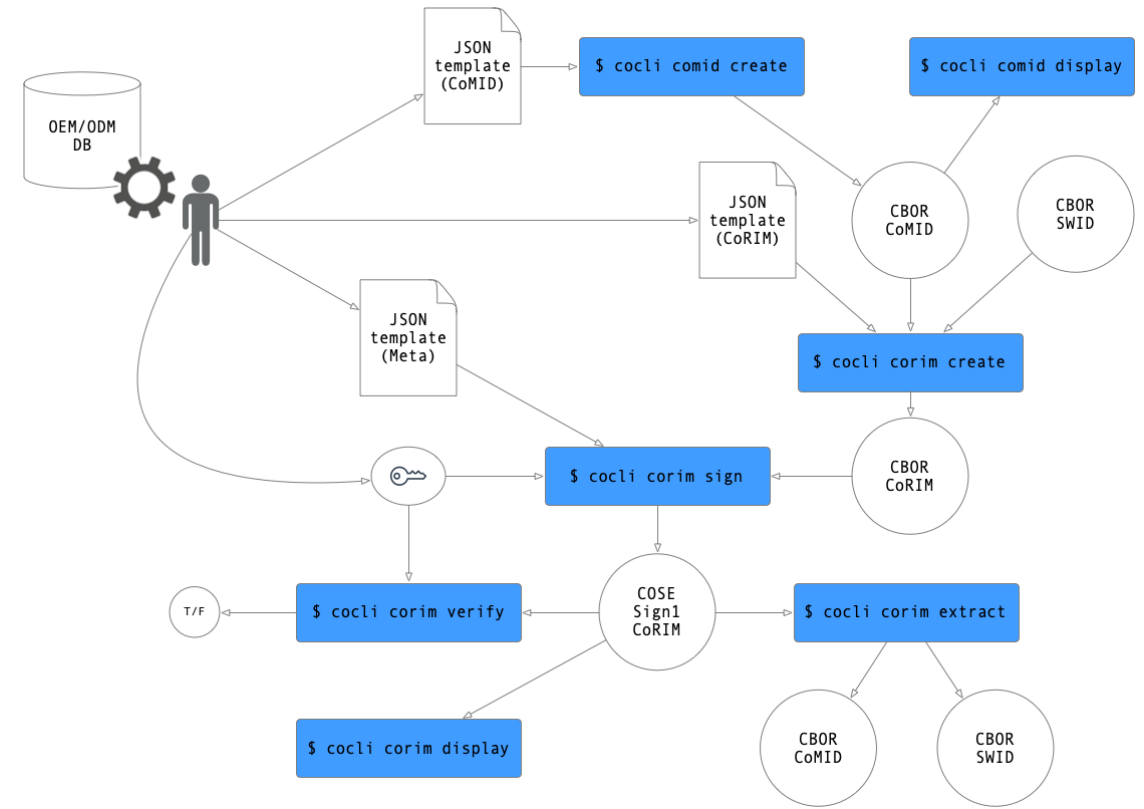 JSON
template
(CoMID)
$ cocli comid create
$ cocli comid display
OEM/ODM
DB
JSON
template
(CoRIM)
CBOR
CoMID
CBOR
SWID
JSON
template
(Meta)
$ cocli corim create
$ cocli corim sign
CBOR
CoRIM
T/F
$ cocli corim verify
COSE
Sign1
CoRIM
$ cocli corim extract
$ cocli corim display
CBOR
CoMID
CBOR
SWID